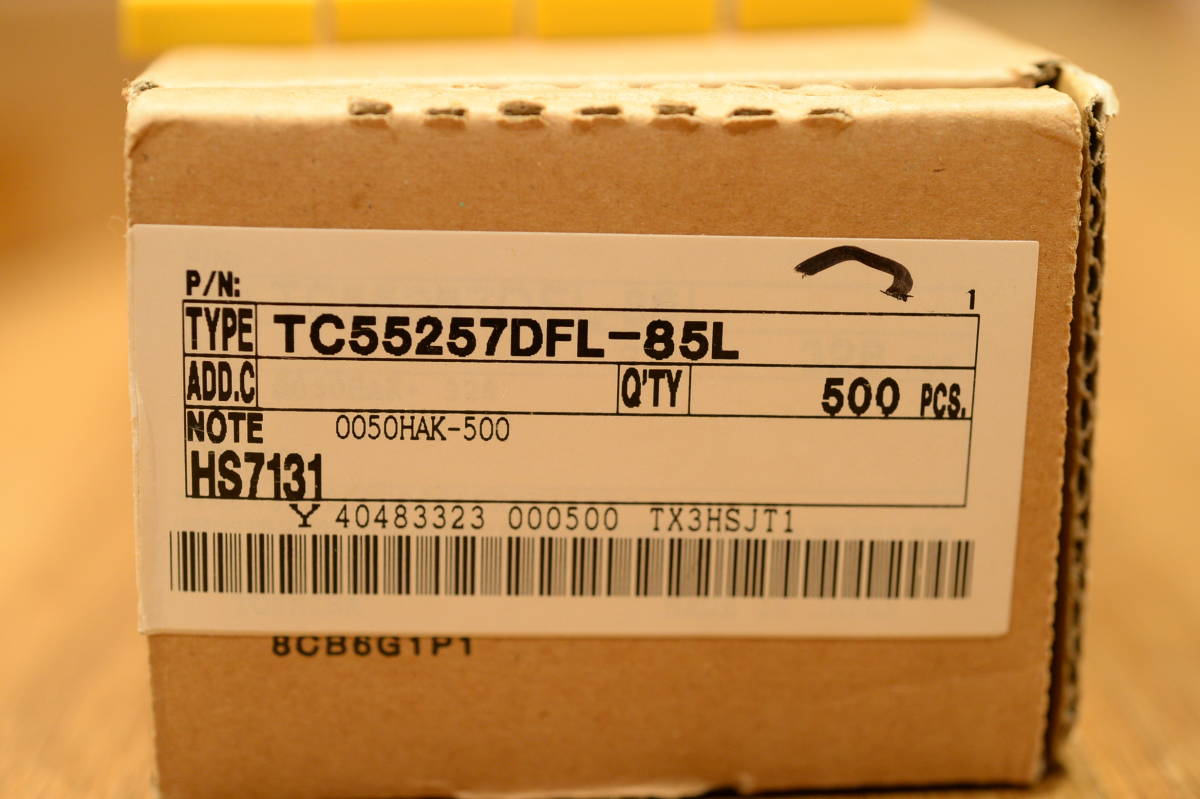 P/N:
1
TYPE TC55257DFL-85L
ADD.C Q'TY 500 PCS.
NOTE 0050HAK-500
HS7131
Y 40483323 000500 TX3HSJT1
8CB6G1P1